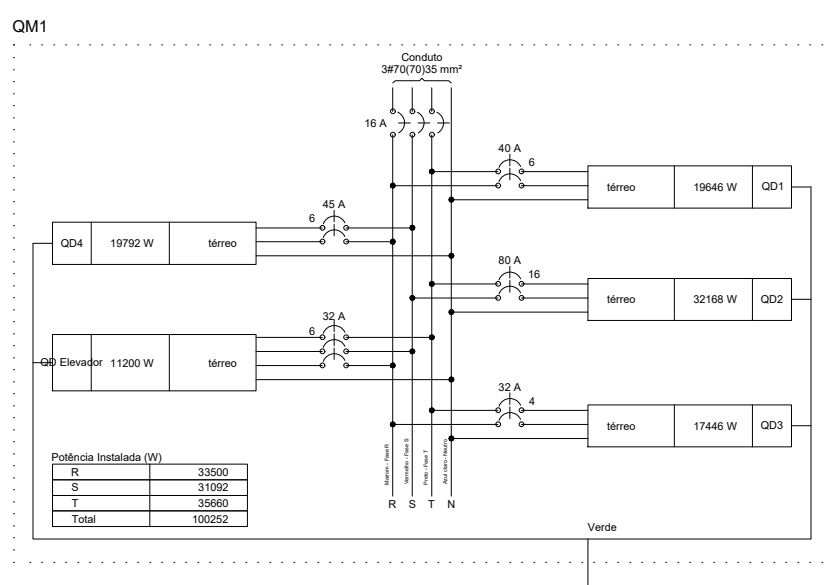 QM1
Conduto
3#70(70)35 mm²
16 A
40 A
6
térreo
19646 W
QD1
45 A
6
QD4
19792 W
térreo
80 A
16
térreo
32168 W
QD2
32 A
6
QD Elevador
11200 W
térreo
32 A
4
térreo
17446 W
QD3
Marrom - Fase R
Vermelho - Fase S
Preto - Fase T
Azul claro - Neutro
R S T N
Potência Instalada (W)
R 33500
S 31092
T 35660
Total 100252
Verde